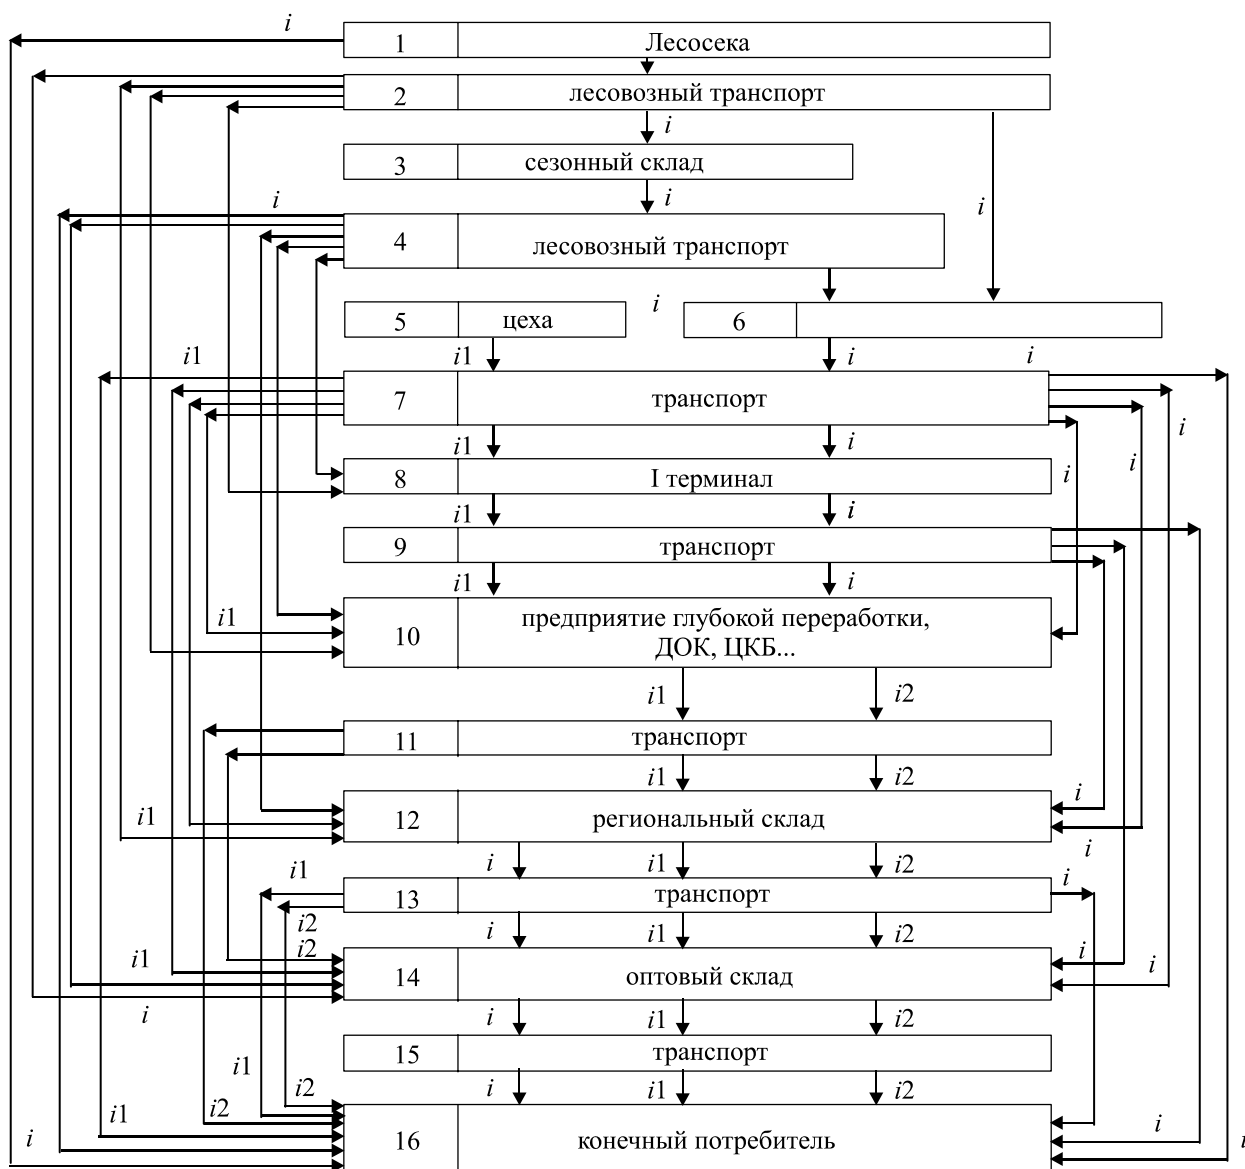 i
1 Лесосека
2 лесовозный транспорт
i
3 сезонный склад
i i
i
4 лесовозный транспорт
i
5 цеха
6
i1 i1 i i
7 транспорт
i
i1 i i
i
8 I терминал
i1 i
9 транспорт
i1 i
10 предприятие глубокой переработки,
ДОК, ЦКБ...
i1
i1 i2
11 транспорт
i1 i2
i
i1
12 региональный склад
i
i i1 i2
i1 i
13 транспорт
i2
i i1 i2
i2 i
i1 i
14 оптовый склад
i
i i1 i2
15 транспорт
i1
i2 i i1 i2
i1 i2
i
16 конечный потребитель
i
i